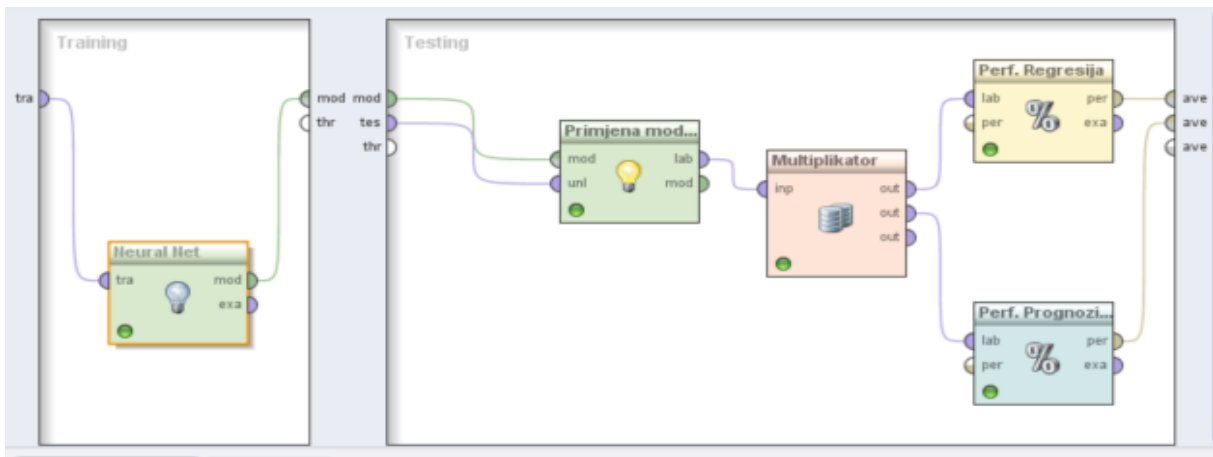 Training
tra
mod
thr
Neural Net
tra
mod
exa
Testing
mod
tes
thr
Primjena mod...
mod
unl
lab
mod
Multiplikator
inp
out
out
out
Perf. Regresija
lab
per
per
exa
Perf. Prognozi...
lab
per
per
exa
ave
ave
ave